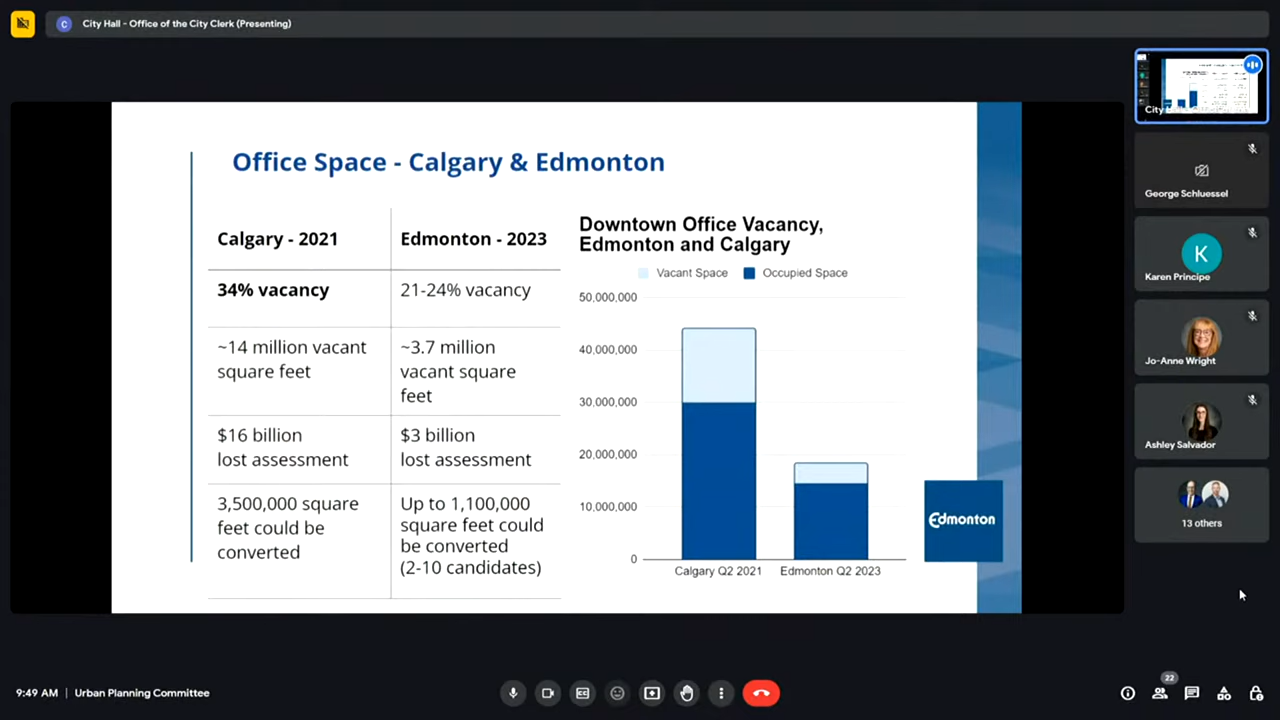 City Hall - Office of the City Clerk (Presenting)
Office Space - Calgary & Edmonton
Calgary - 2021
Edmonton - 2023
34% vacancy
21-24% vacancy
~14 million vacant
square feet
~3.7 million
vacant square
feet
$16 billion
lost assessment
$3 billion
lost assessment
3,500,000 square
feet could be
converted
Up to 1,100,000
square feet could
be converted
(2-10 candidates)
Downtown Office Vacancy,
Edmonton and Calgary
Vacant Space
Occupied Space
50,000,000
40,000,000
30,000,000
20,000,000
10,000,000
0
Calgary Q2 2021
Edmonton Q2 2023
Edmonton
George Schluessel
K
Karen Principe
Jo-Anne Wright
Ashley Salvador
13 others
9:49 AM | Urban Planning Committee
22